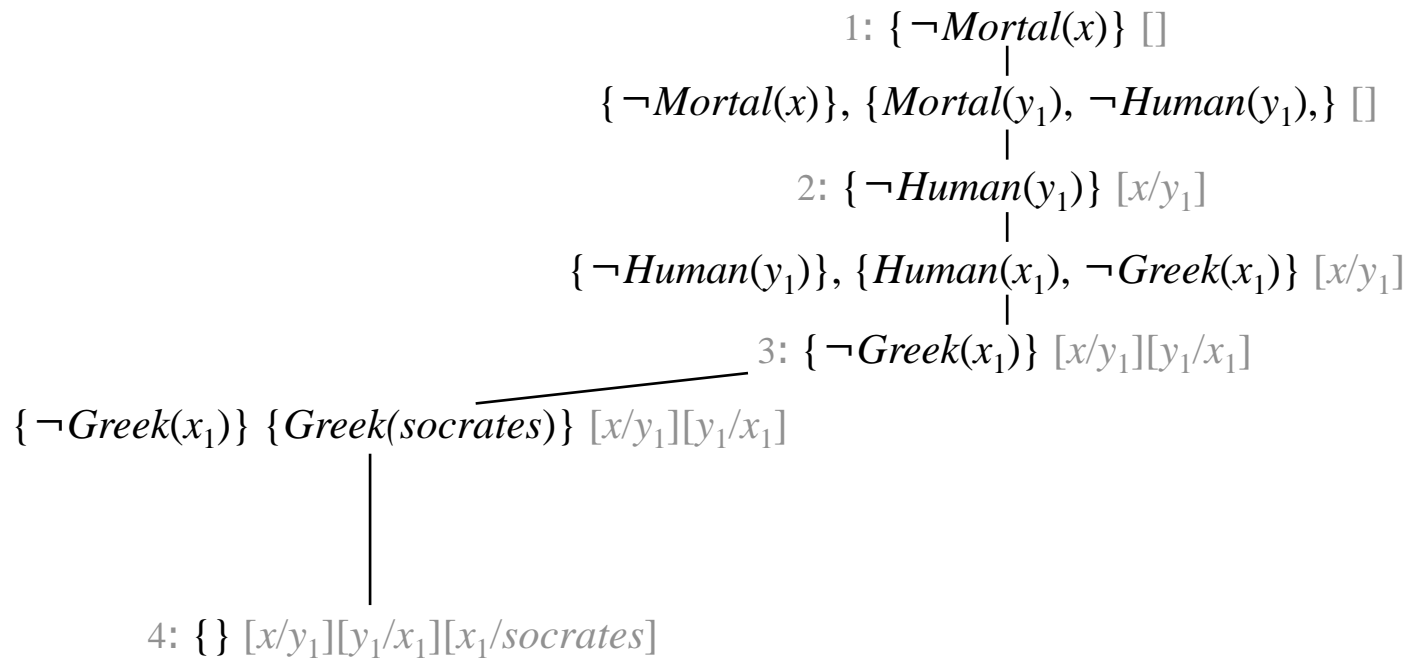 1: {¬Mortal(x)} []
{¬Mortal(x)}, {Mortal(y₁), ¬Human(y₁),} []
2: {¬Human(y₁)} [x/y₁]
{¬Human(y₁)}, {Human(x₁), ¬Greek(x₁)} [x/y₁]
3: {¬Greek(x₁)} [x/y₁][y₁/x₁]
{¬Greek(x₁)} {Greek(socrates)} [x/y₁][y₁/x₁]
4: {} [x/y₁][y₁/x₁][x₁/socrates]